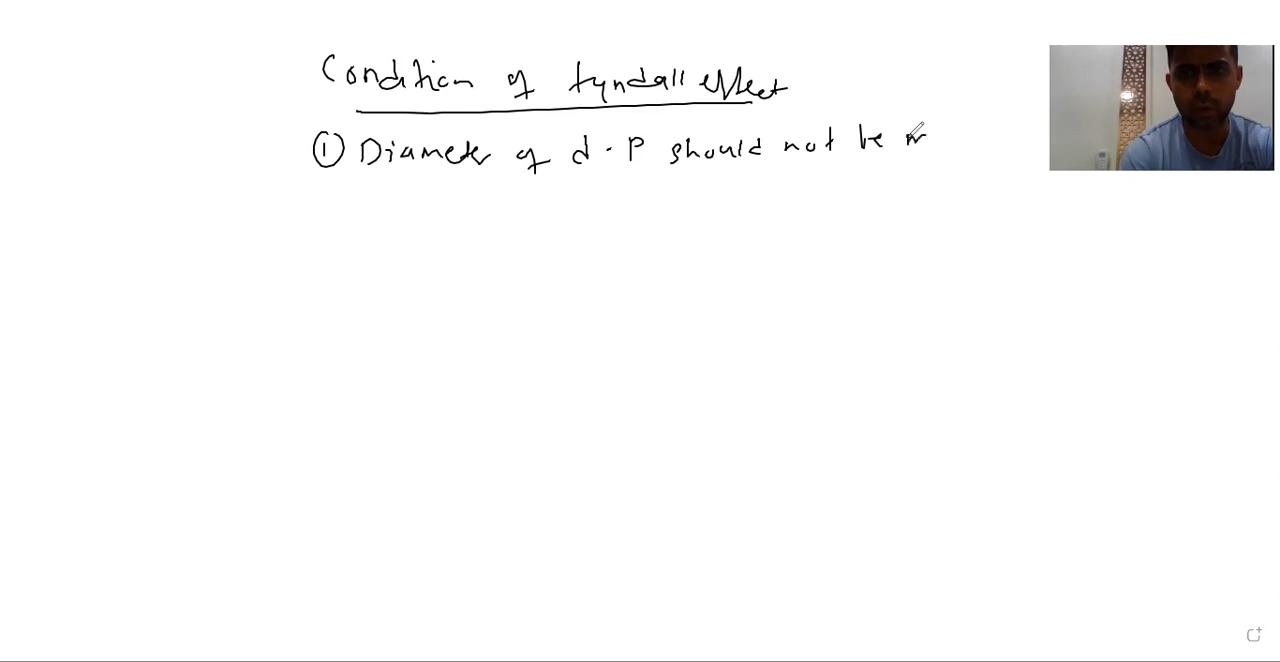 Condition of tyndall effect
① Diameter of d.P should not be